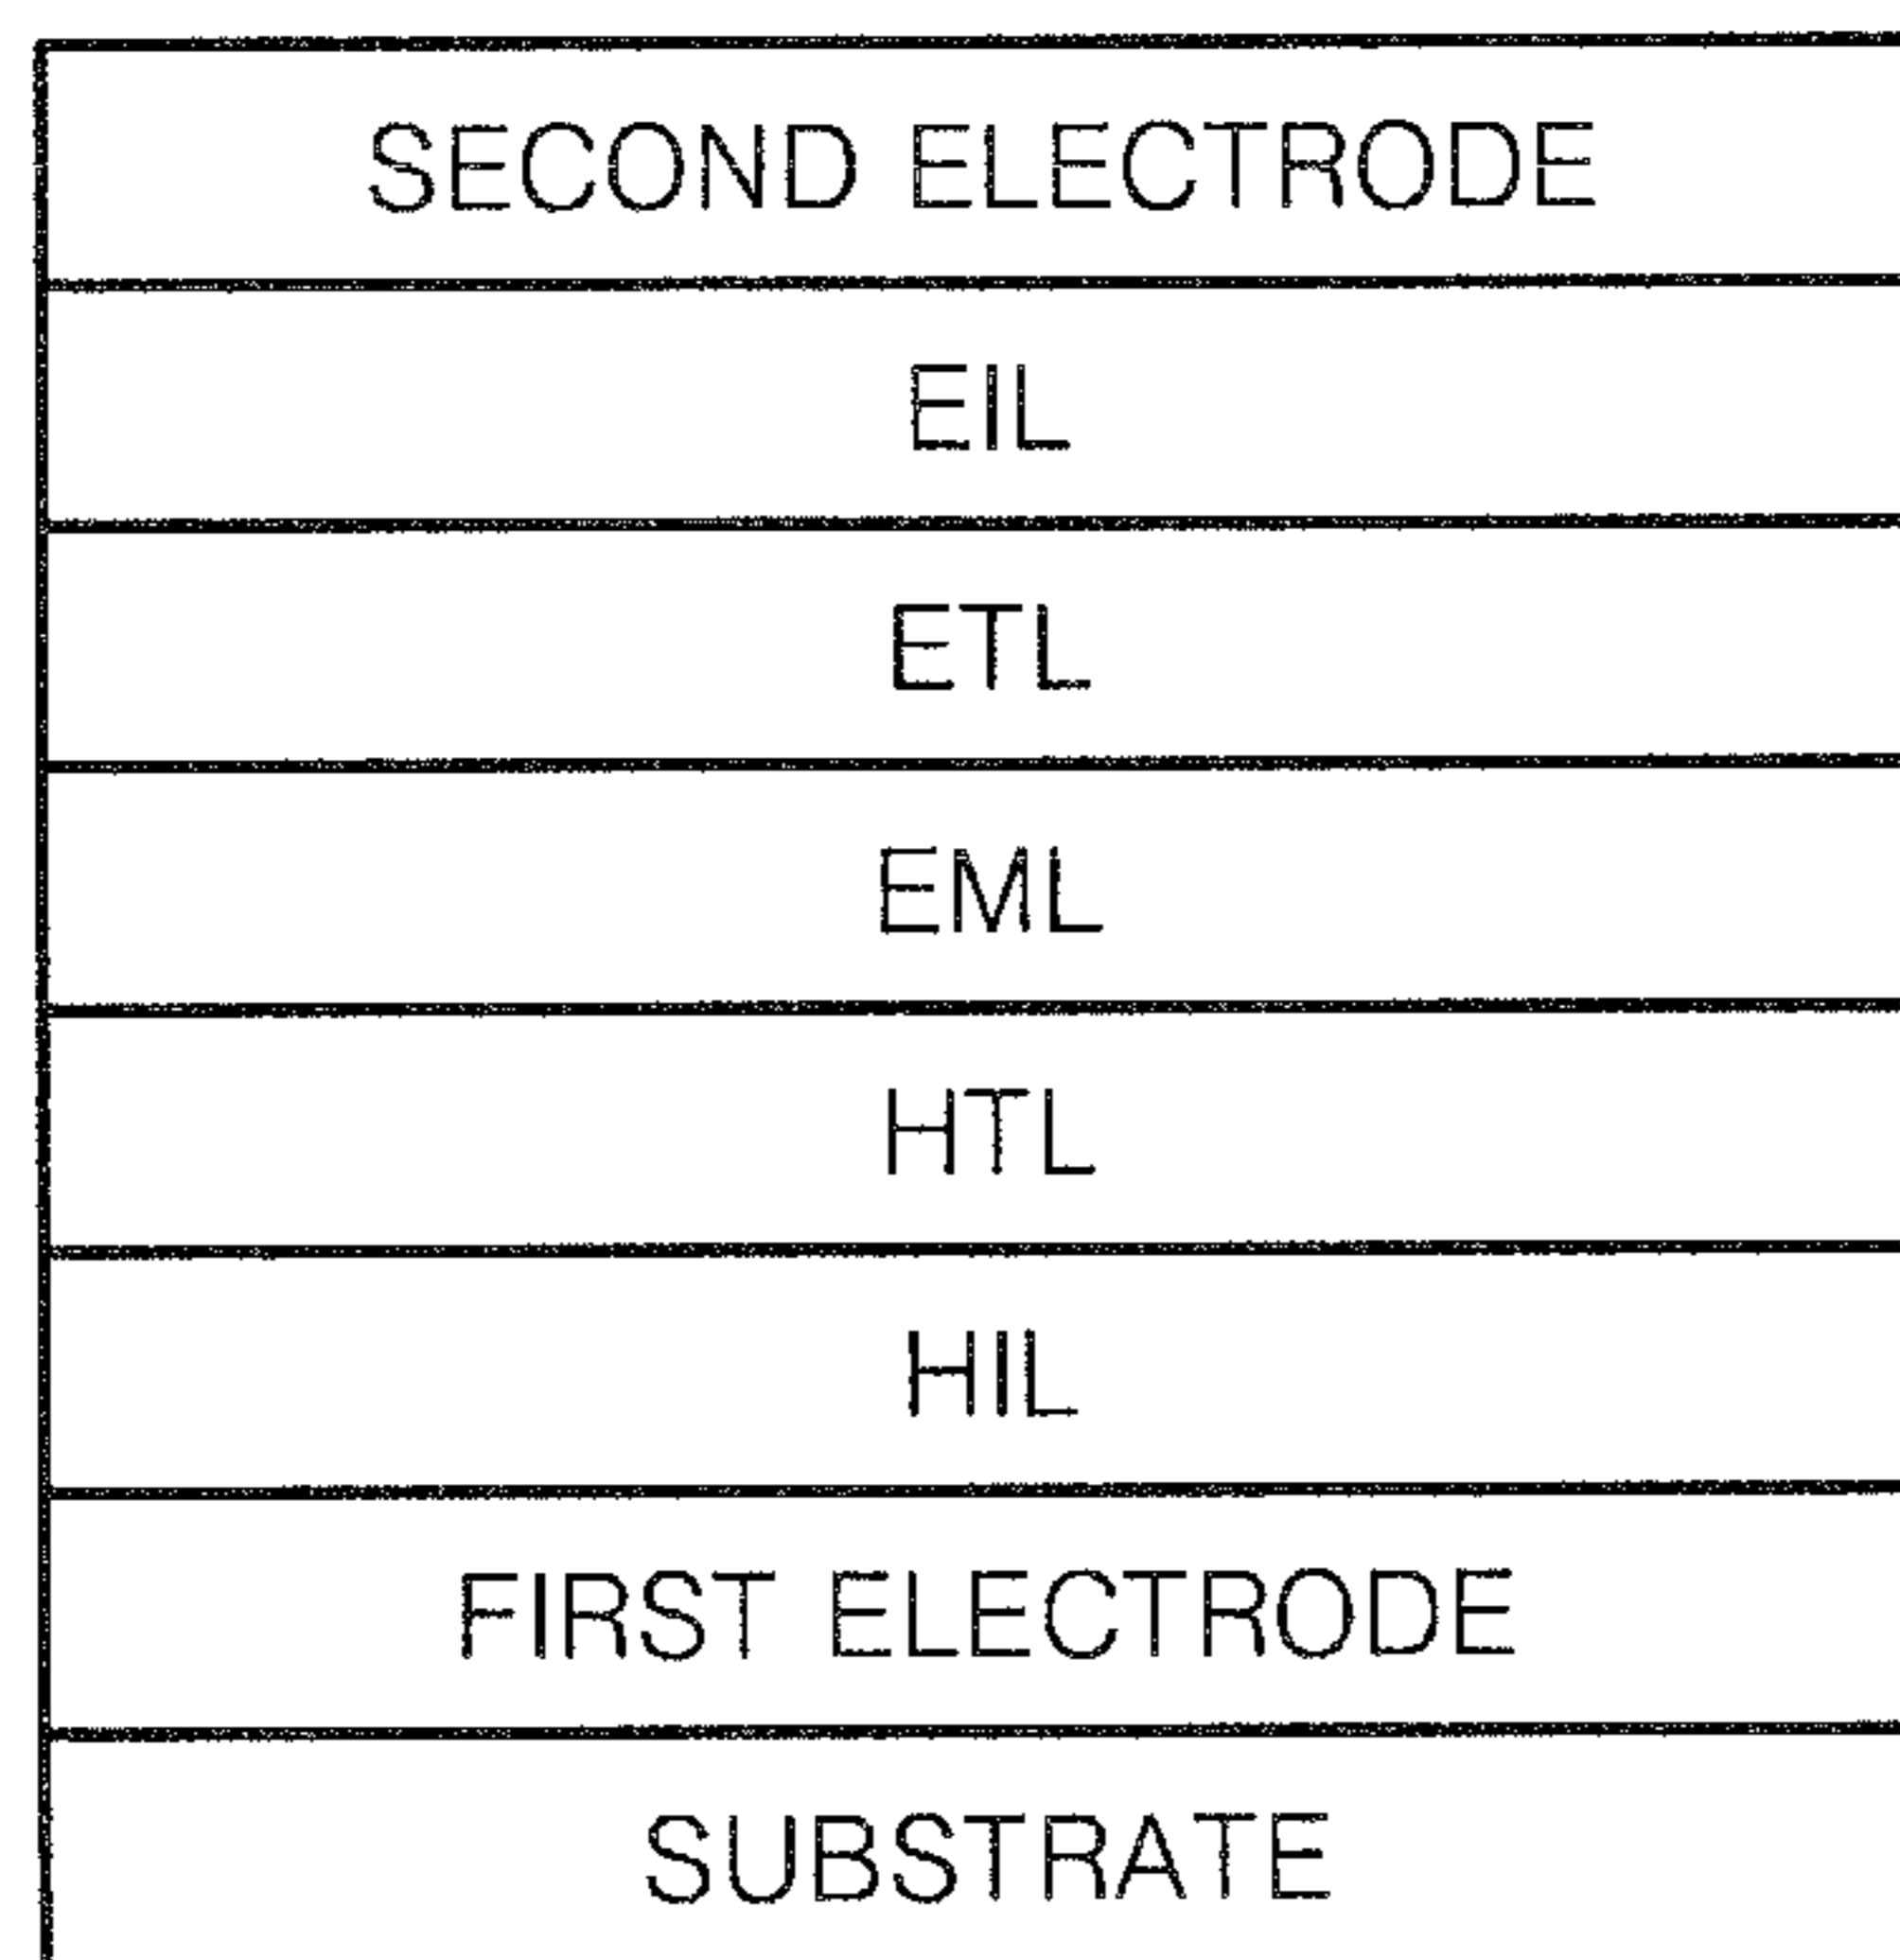 SECOND ELECTRODE
EIL
ETL
EML
HTL
HIL
FIRST ELECTRODE
SUBSTRATE